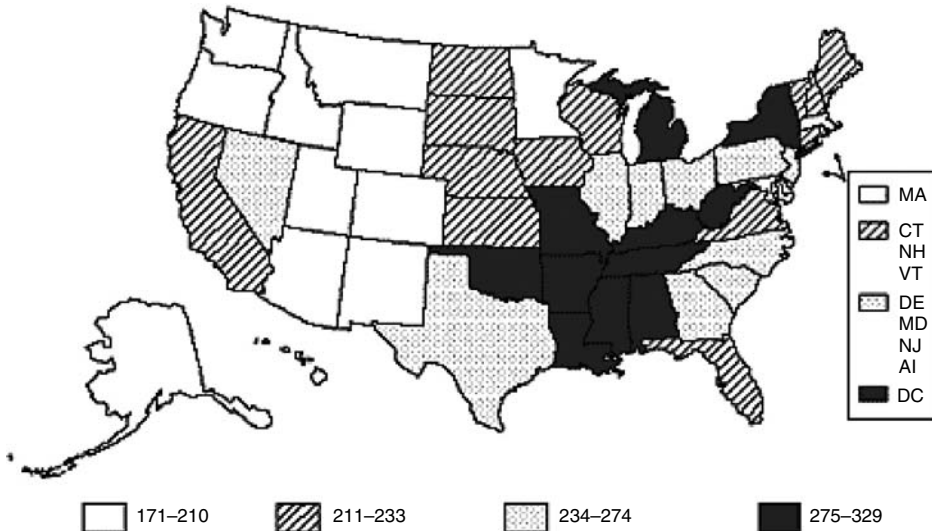 MA
CT
NH
VT
DE
MD
NJ
AI
DC
171–210
211–233
234–274
275–329